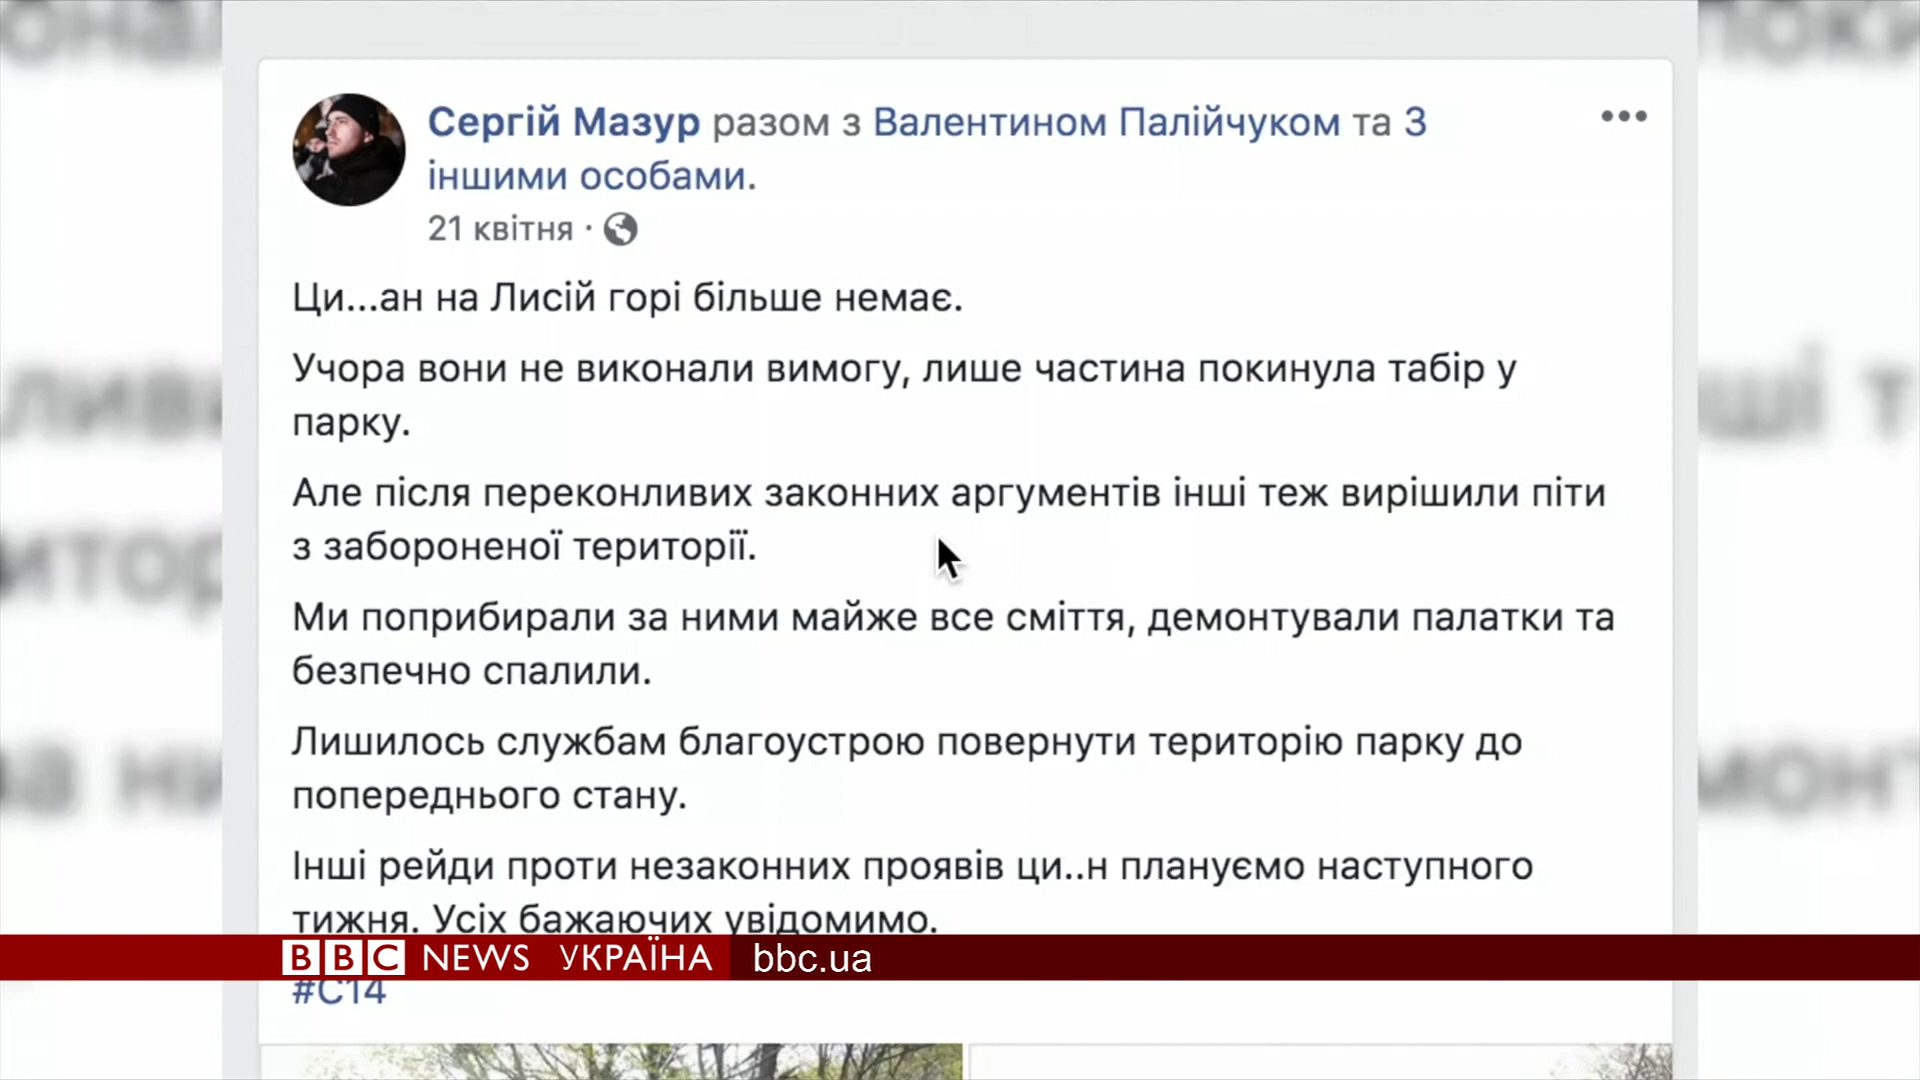 Сергій Мазур разом з Валентином Палійчуком та 3
іншими особами.
21 квітня ·
Ци...ан на Лисій горі більше немає.
Учора вони не виконали вимогу, лише частина покинула табір у
парку.
Але після переконливих законних аргументів інші теж вирішили піти
з забороненої території.
Ми поприбирали за ними майже все сміття, демонтували палатки та
безпечно спалили.
Лишилось службам благоустрою повернути територію парку до
попереднього стану.
Інші рейди проти незаконних проявів ци..н плануємо наступного
тижня. Усіх бажаючих увідомимо.
BBC NEWS УКРАЇНА bbc.ua
#C14